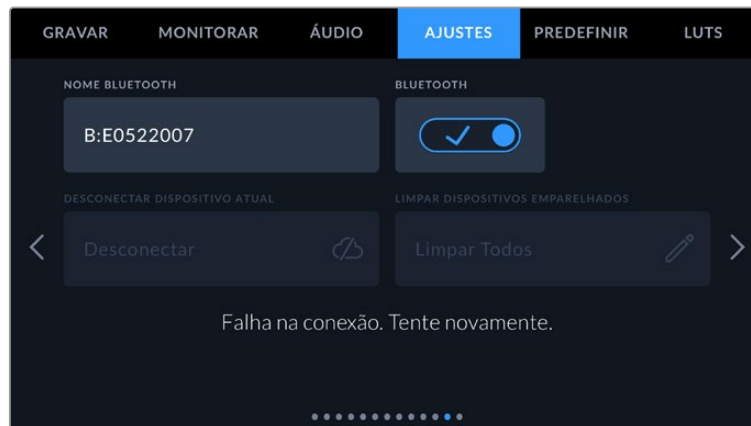 GRAVAR MONITORAR ÁUDIO AJUSTES PREDEFINIR LUTS
NOME BLUETOOTH BLUETOOTH
B:E0522007
DESCONECTAR DISPOSITIVO ATUAL LIMPAR DISPOSITIVOS EMPARELHADOS
Desconectar Limpar Todos
Falha na conexão. Tente novamente.